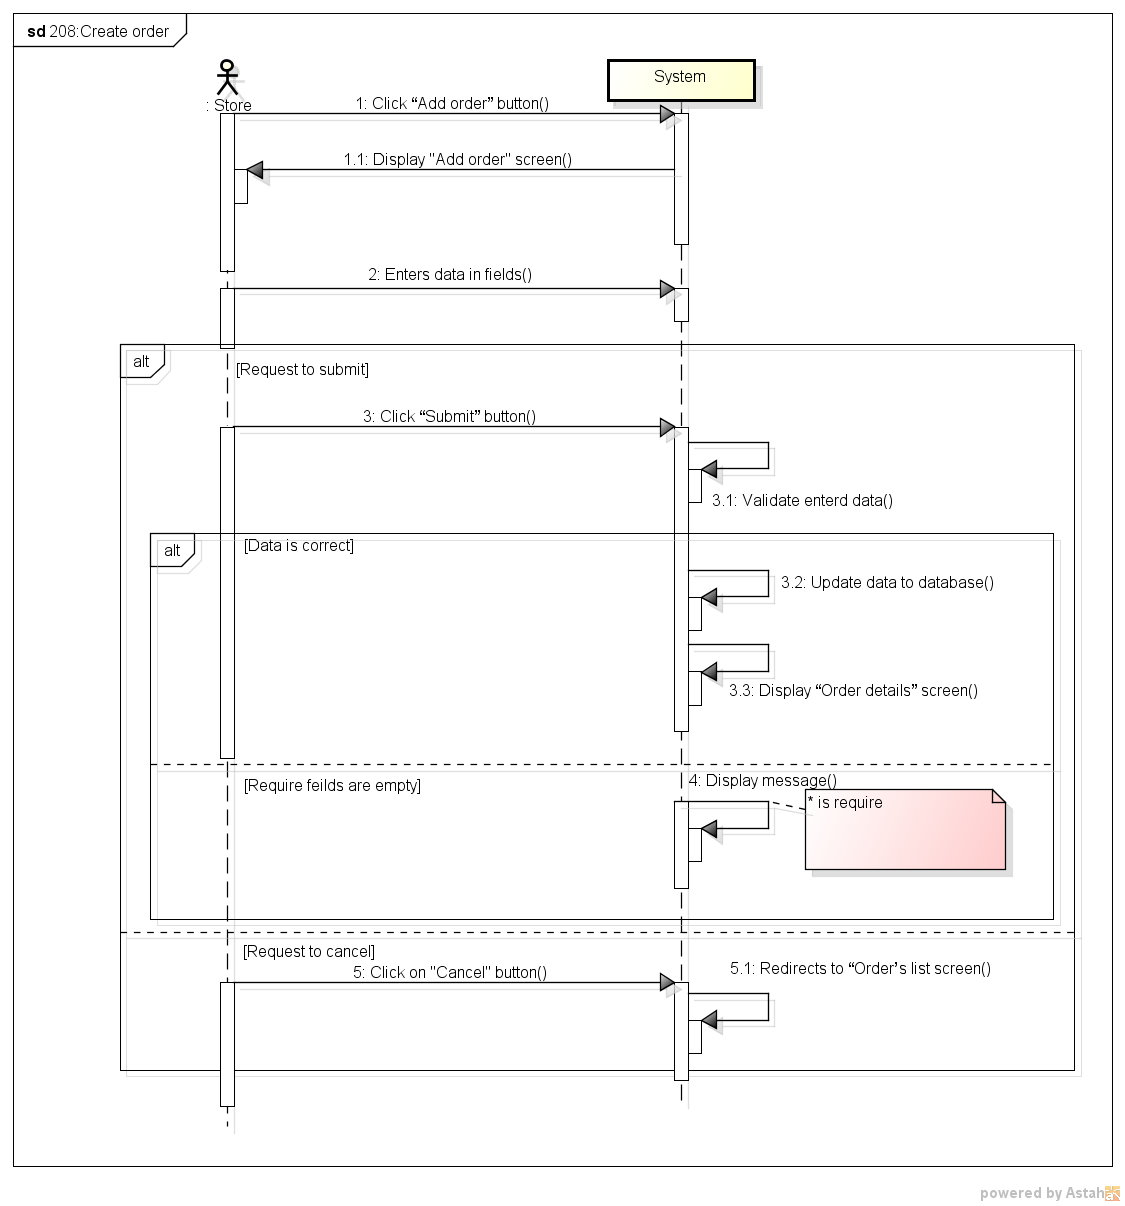 sd 208:Create order
: Store
System
1: Click “Add order” button()
1.1: Display "Add order" screen()
2: Enters data in fields()
alt
[Request to submit]
3: Click “Submit” button()
3.1: Validate enterd data()
alt
[Data is correct]
3.2: Update data to database()
3.3: Display “Order details” screen()
[Require feilds are empty]
4: Display message()
* is require
[Request to cancel]
5: Click on "Cancel" button()
5.1: Redirects to “Order’s list screen()
powered by Astah